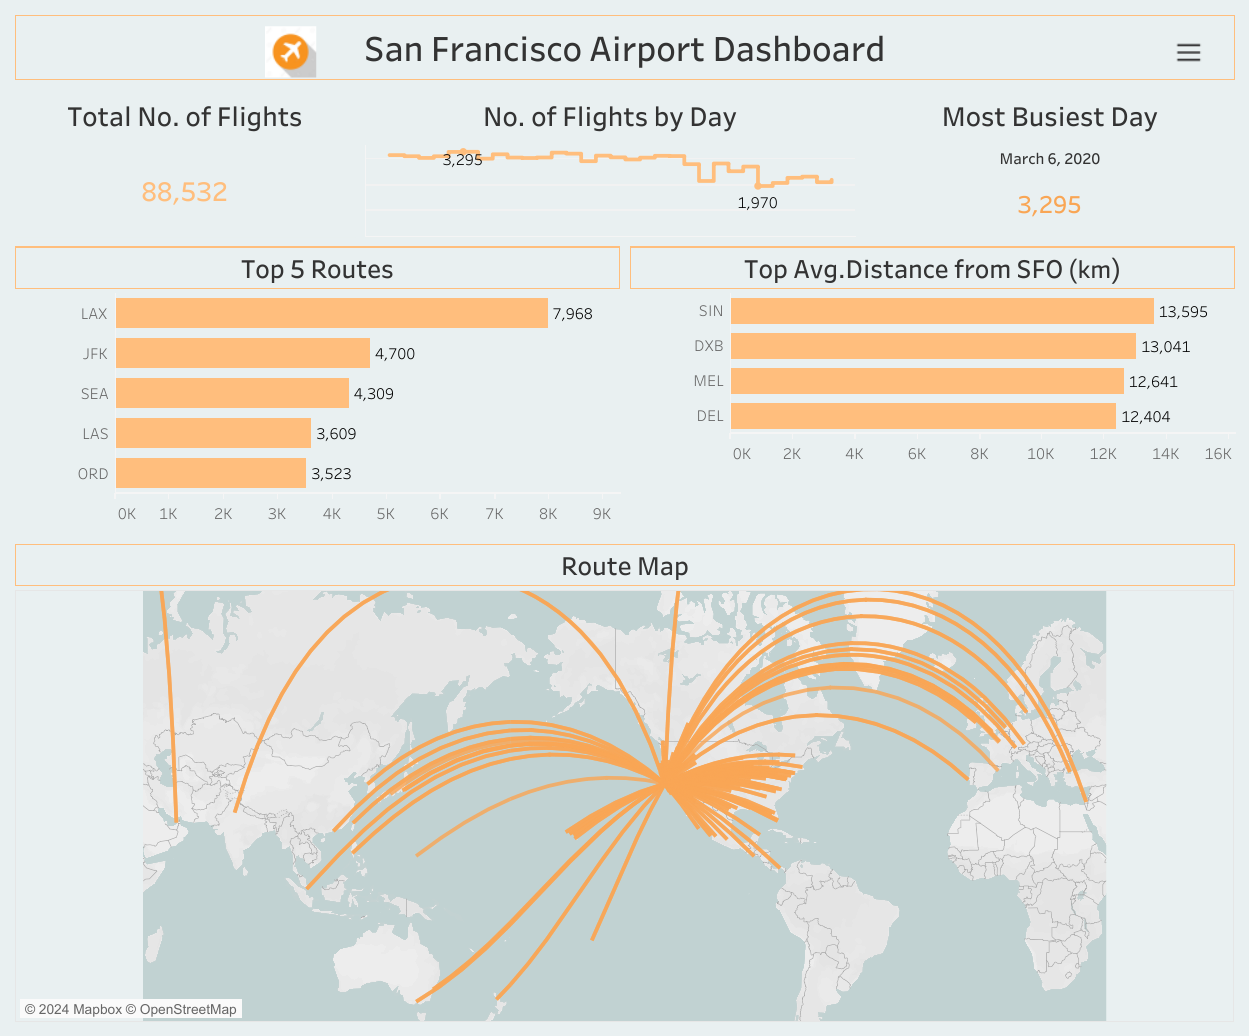 San Francisco Airport Dashboard
Total No. of Flights
88,532
No. of Flights by Day
3,295
1,970
Most Busiest Day
March 6, 2020
3,295
Top 5 Routes
LAX 7,968
JFK 4,700
SEA 4,309
LAS 3,609
ORD 3,523
0K 1K 2K 3K 4K 5K 6K 7K 8K 9K
Top Avg.Distance from SFO (km)
SIN 13,595
DXB 13,041
MEL 12,641
DEL 12,404
0K 2K 4K 6K 8K 10K 12K 14K 16K
Route Map
© 2024 Mapbox © OpenStreetMap